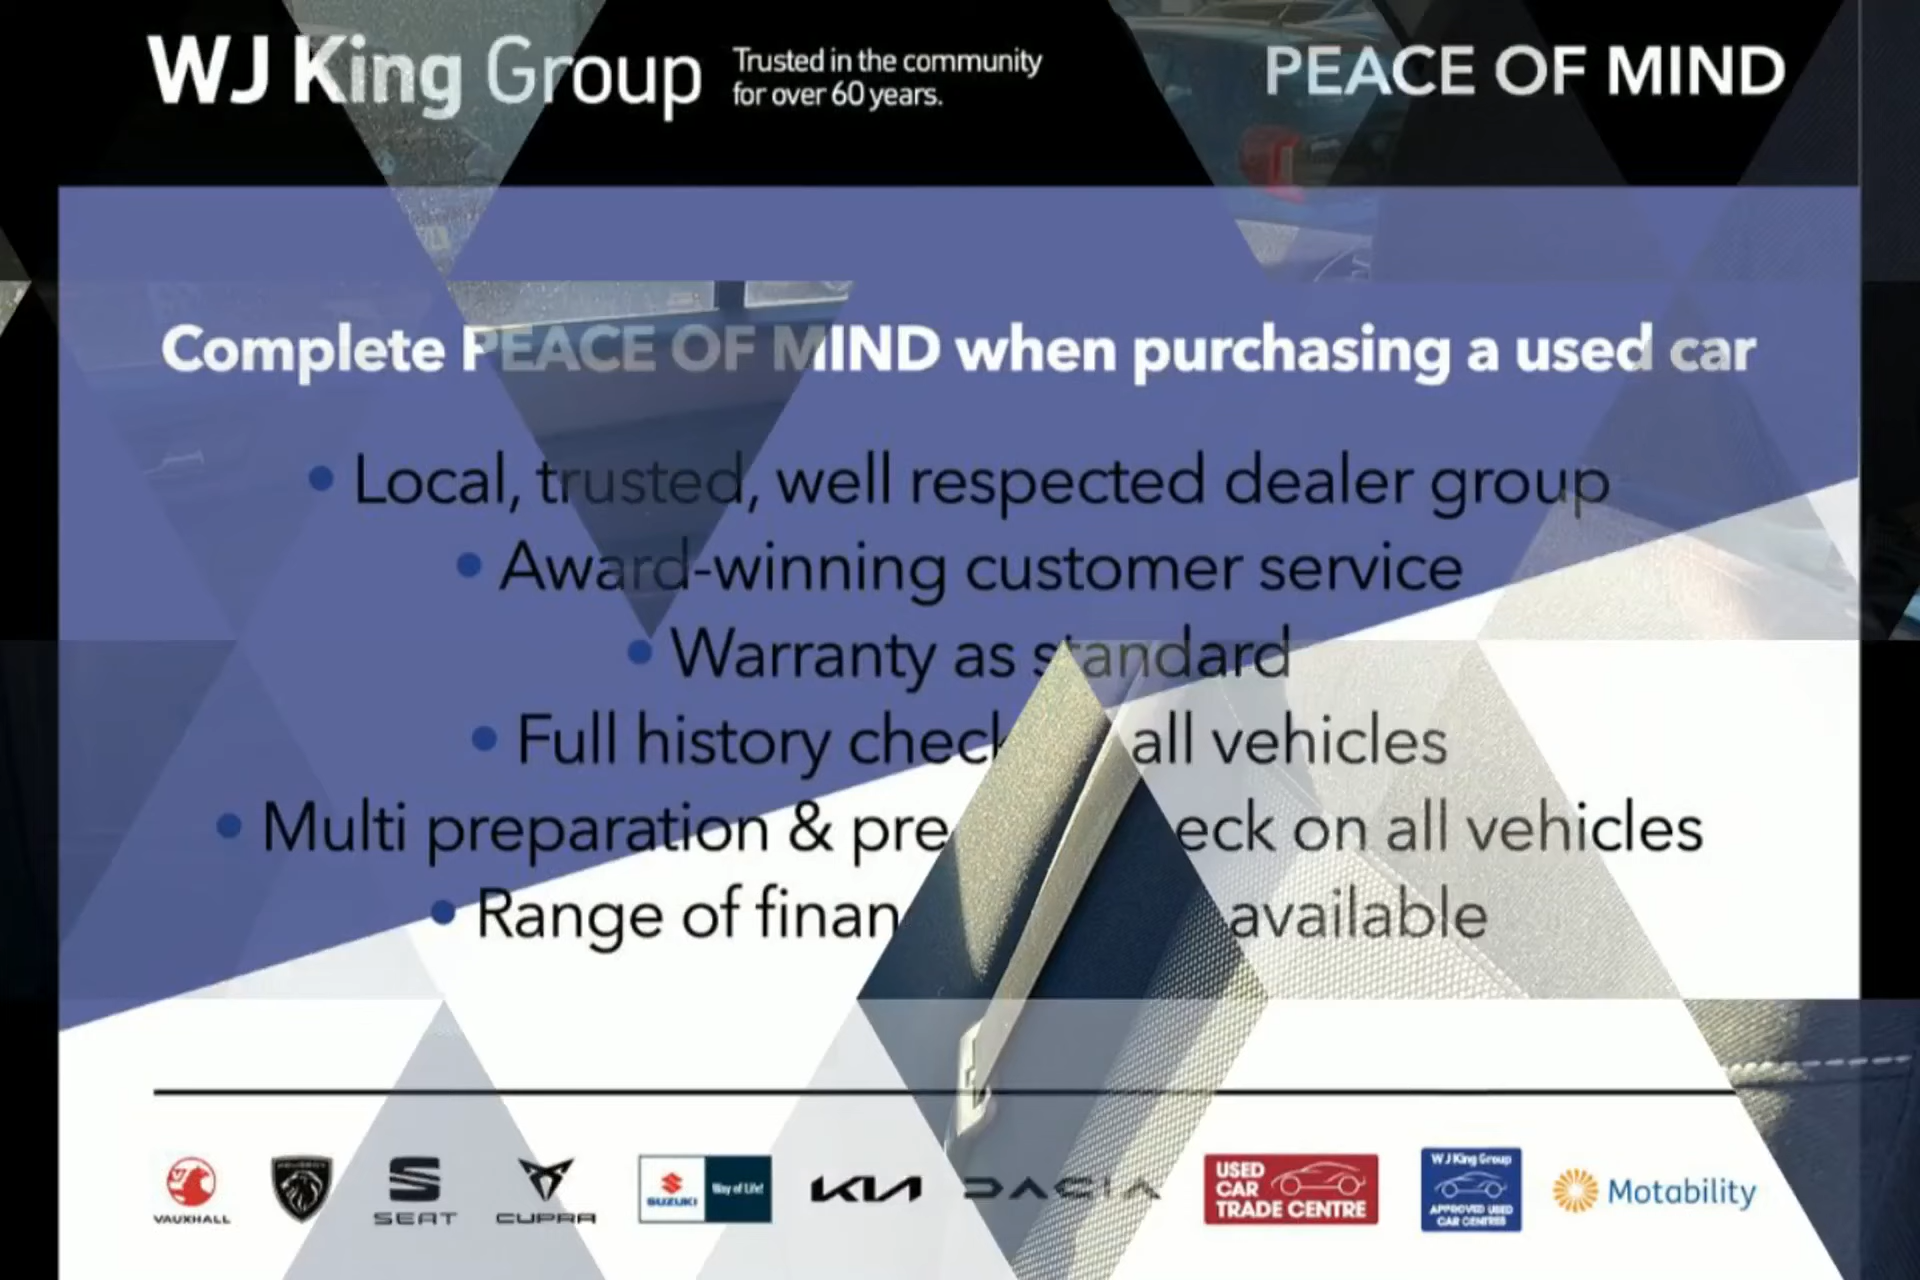 WJ King Group
Trusted in the community
for over 60 years.
PEACE OF MIND
Complete PEACE OF MIND when purchasing a used car
• Local, trusted, well respected dealer group
• Award-winning customer service
• Warranty as standard
• Full history check all vehicles
• Multi preparation & pre on all vehicles
• Range of available
VAUXHALL
PEUGEOT
SEAT
CUPRA
SUZUKI
Way of Life!
KIA
DACIA
USED
CAR
TRADE CENTRE
WJ King Group
APPROVED USED
CAR CENTRES
Motability